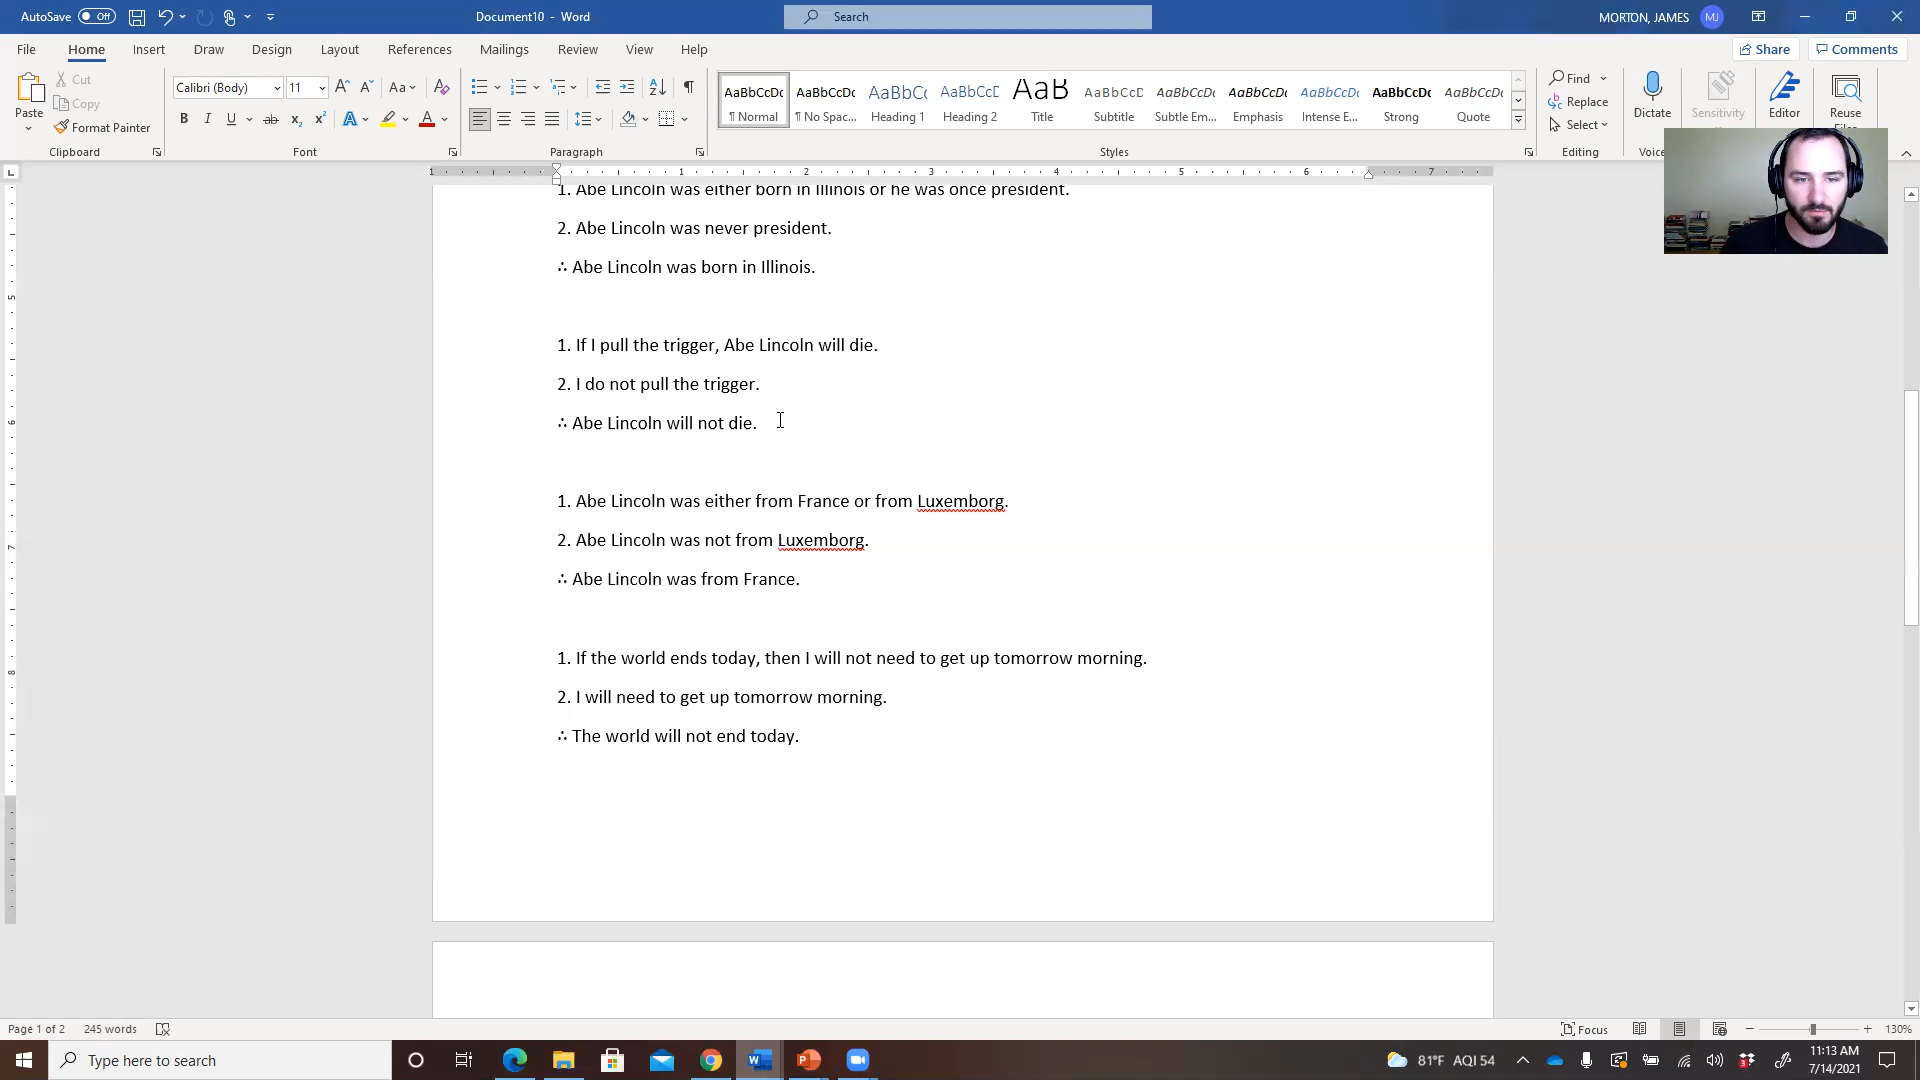 AutoSave Off Document10 - Word Search MORTON, JAMES MJ
File Home Insert Draw Design Layout References Mailings Review View Help Share Comments
Paste Cut Copy Format Painter Clipboard
Calibri (Body) 11 Font
Paragraph
AaBbCcDc AaBbCcDc AaBbCc AaBbCcD AaB AaBbCcD AaBbCcDc AaBbCcDc AaBbCcDc AaBbCcDc AaBbCcDc
¶ Normal ¶ No Spac... Heading 1 Heading 2 Title Subtitle Subtle Em... Emphasis Intense E... Strong Quote
Styles
Find Replace Select Editing
Dictate Sensitivity Editor Reuse
1. Abe Lincoln was either born in Illinois or he was once president.
2. Abe Lincoln was never president.
∴ Abe Lincoln was born in Illinois.
1. If I pull the trigger, Abe Lincoln will die.
2. I do not pull the trigger.
∴ Abe Lincoln will not die.
1. Abe Lincoln was either from France or from Luxemborg.
2. Abe Lincoln was not from Luxemborg.
∴ Abe Lincoln was from France.
1. If the world ends today, then I will not need to get up tomorrow morning.
2. I will need to get up tomorrow morning.
∴ The world will not end today.
Page 1 of 2 245 words Focus 130%
Type here to search 81°F AQI 54 11:13 AM
7/14/2021